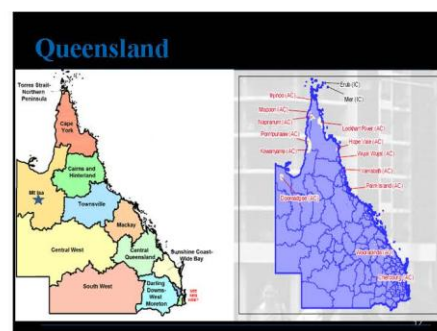 Queensland
Torres Strait-
Northern
Peninsula
Cape
York
Cairns and
Hinterland
Mt Isa
Townsville
Mackay
Central West
Central
Queensland
Sunshine Coast-
Wide Bay
South West
Darling
Downs-
West
Moreton
Erub (IC)
Mer (IC)
Injinoo (AC)
Mapoon (AC)
Napranum (AC)
Pormpuraaw (AC)
Kowanyama (AC)
Lockhart River (AC)
Hope Vale (AC)
Wujal Wujal (AC)
Yarrabah (AC)
Palm Island (AC)
Doomadgee (AC)
Woorabinda (AC)
Cherbourg (AC)
17